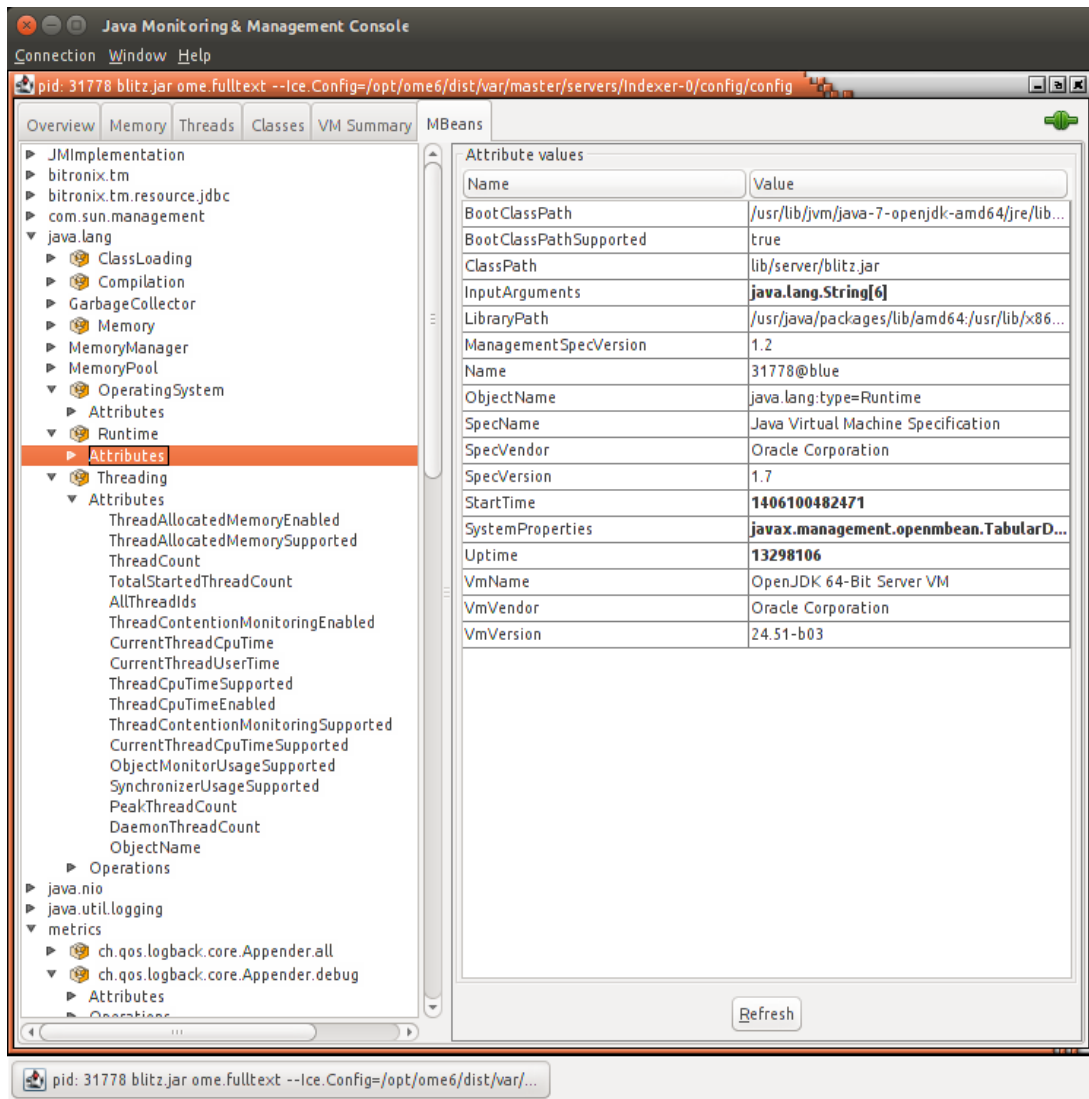 Java Monitoring & Management Console
Connection Window Help
pid: 31778 blitz.jar ome.fulltext --Ice.Config=/opt/ome6/dist/var/master/servers/Indexer-0/config/config
Overview Memory Threads Classes VM Summary MBeans
JMImplementation
bitronix.tm
bitronix.tm.resource.jdbc
com.sun.management
java.lang
ClassLoading
Compilation
GarbageCollector
Memory
MemoryManager
MemoryPool
OperatingSystem
Attributes
Runtime
Attributes
Threading
Attributes
ThreadAllocatedMemoryEnabled
ThreadAllocatedMemorySupported
ThreadCount
TotalStartedThreadCount
AllThreadIds
ThreadContentionMonitoringEnabled
CurrentThreadCpuTime
CurrentThreadUserTime
ThreadCpuTimeSupported
ThreadCpuTimeEnabled
ThreadContentionMonitoringSupported
CurrentThreadCpuTimeSupported
ObjectMonitorUsageSupported
SynchronizerUsageSupported
PeakThreadCount
DaemonThreadCount
ObjectName
Operations
java.nio
java.util.logging
metrics
ch.qos.logback.core.Appender.all
ch.qos.logback.core.Appender.debug
Attributes
Operations
Attribute values
Name Value
BootClassPath /usr/lib/jvm/java-7-openjdk-amd64/jre/lib...
BootClassPathSupported true
ClassPath lib/server/blitz.jar
InputArguments java.lang.String[6]
LibraryPath /usr/java/packages/lib/amd64:/usr/lib/x86...
ManagementSpecVersion 1.2
Name 31778@blue
ObjectName java.lang:type=Runtime
SpecName Java Virtual Machine Specification
SpecVendor Oracle Corporation
SpecVersion 1.7
StartTime 1406100482471
SystemProperties javax.management.openmbean.TabularD...
Uptime 13298106
VmName OpenJDK 64-Bit Server VM
VmVendor Oracle Corporation
VmVersion 24.51-b03
Refresh
pid: 31778 blitz.jar ome.fulltext --Ice.Config=/opt/ome6/dist/var/...